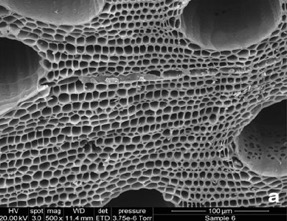 a
HV spot mag WD det pressure
20.00 kV 3.0 500 x 11.4 mm ETD 3.75e-6 Torr
100 µm
Sample 6